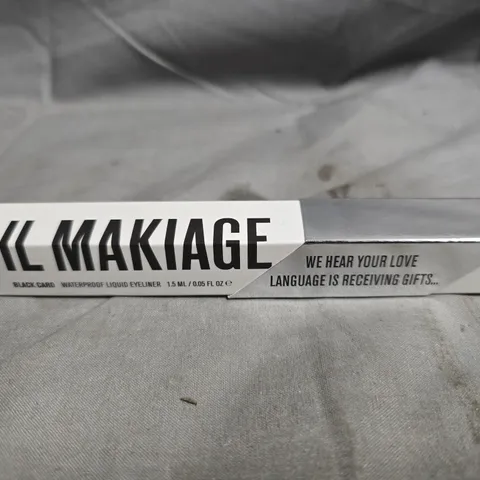 IL MAKIAGE
BLACK CARD WATERPROOF LIQUID EYELINER 1.5 ML / 0.05 FL OZ e
WE HEAR YOUR LOVE
LANGUAGE IS RECEIVING GIFTS...